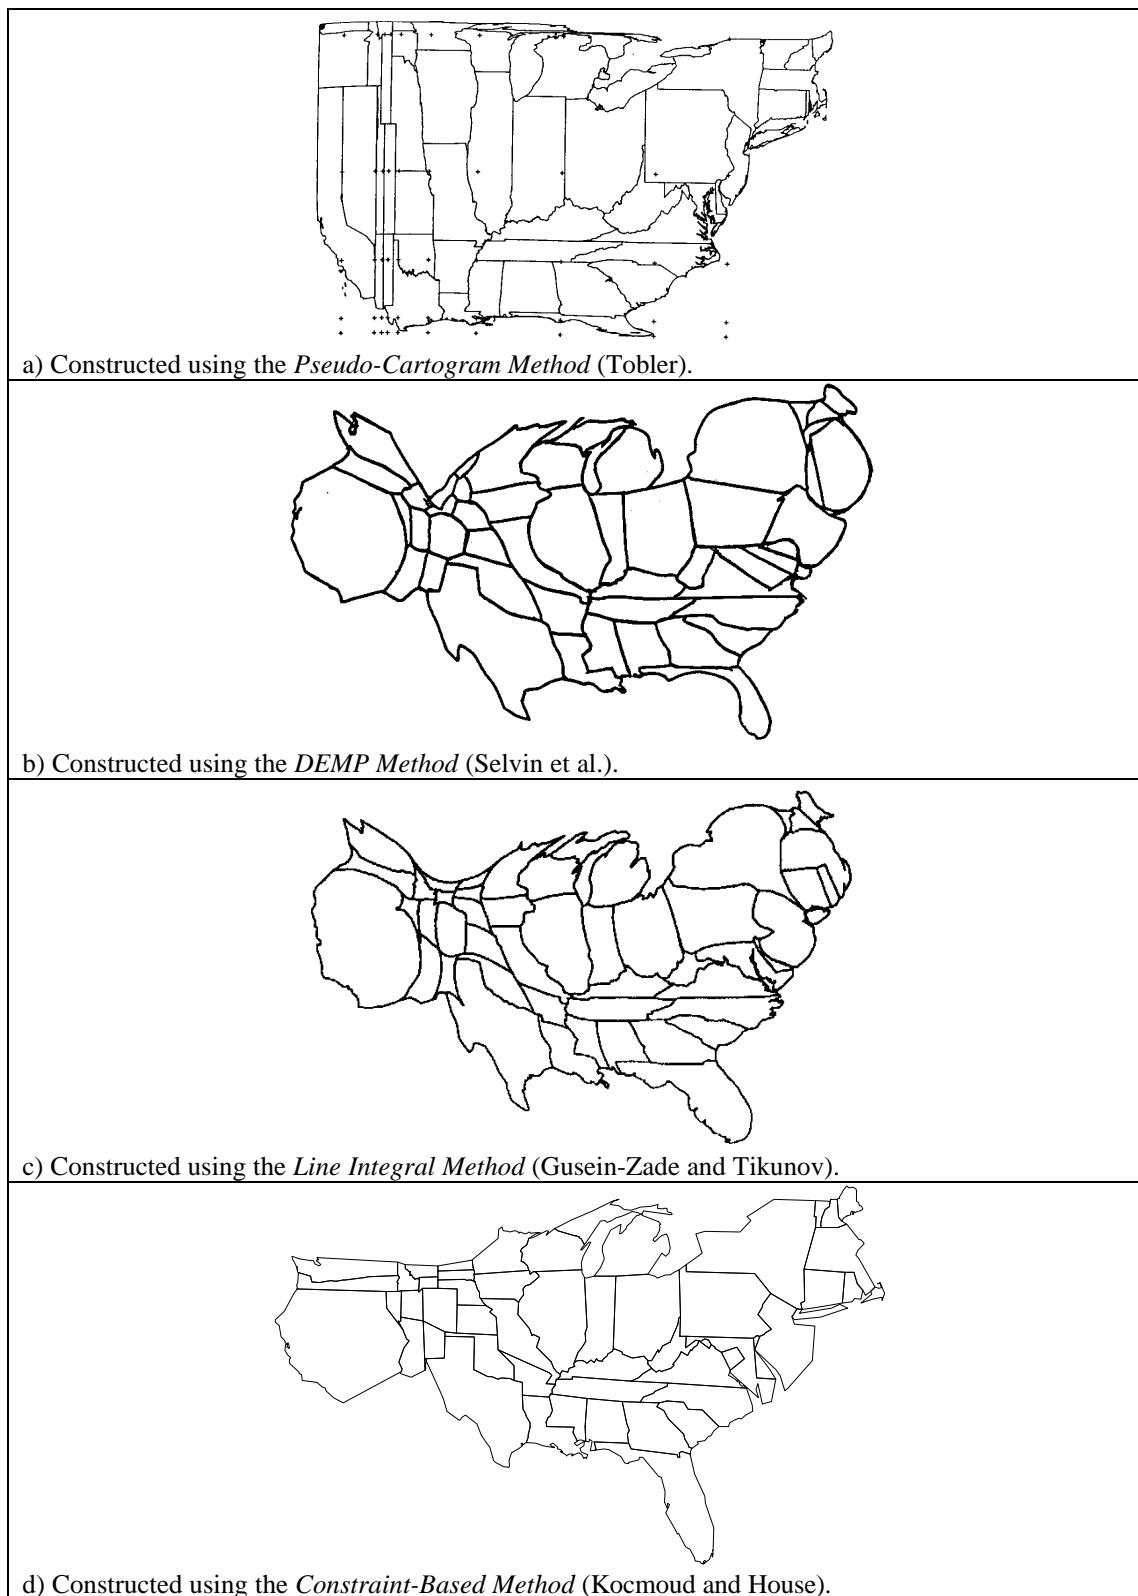 a) Constructed using the Pseudo-Cartogram Method (Tobler).
b) Constructed using the DEMP Method (Selvin et al.).
c) Constructed using the Line Integral Method (Gusein-Zade and Tikunov).
d) Constructed using the Constraint-Based Method (Kocmoud and House).